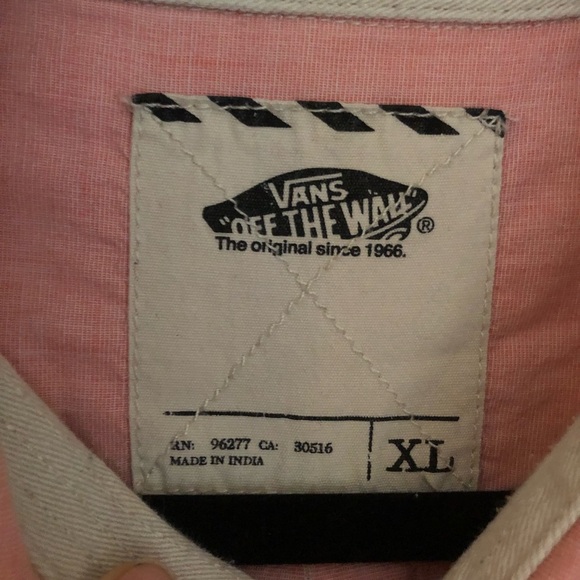 VANS
"OFF THE WALL"
®
The original since 1966.
RN: 96277 CA: 30516
MADE IN INDIA
XL